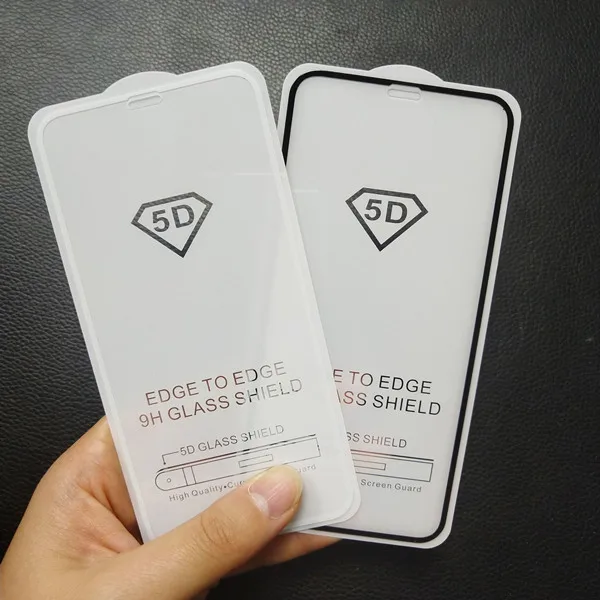 5D
EDGE TO EDGE
9H GLASS SHIELD
5D GLASS SHIELD
High Quality•
5D
E TO EDGE
ASS SHIELD
SS SHIELD
Screen Guard